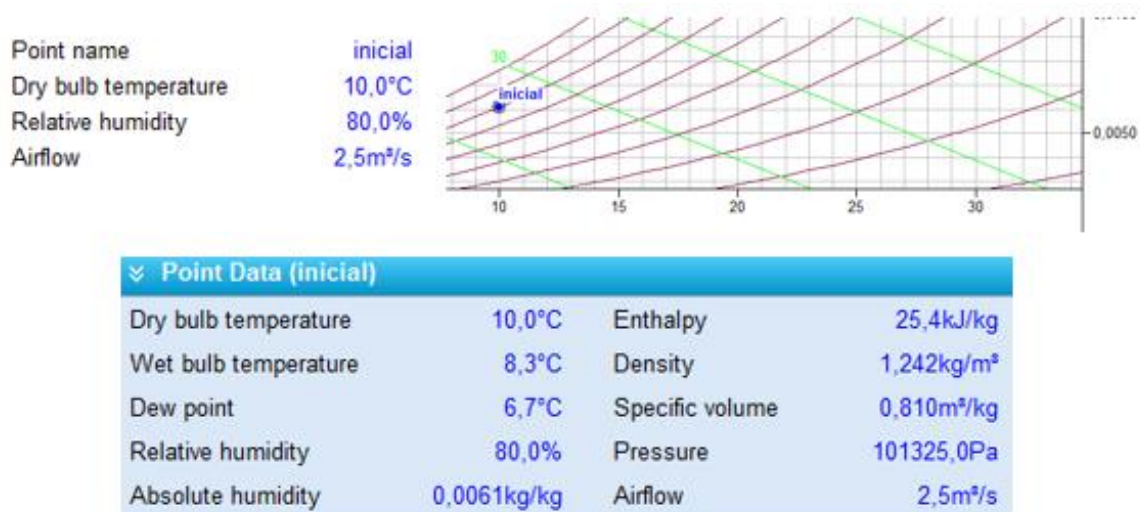 Point name inicial
Dry bulb temperature 10,0°C
Relative humidity 80,0%
Airflow 2,5m³/s
30
inicial
0,0050
10 15 20 25 30
Point Data (inicial)
Dry bulb temperature 10,0°C Enthalpy 25,4kJ/kg
Wet bulb temperature 8,3°C Density 1,242kg/m³
Dew point 6,7°C Specific volume 0,810m³/kg
Relative humidity 80,0% Pressure 101325,0Pa
Absolute humidity 0,0061kg/kg Airflow 2,5m³/s